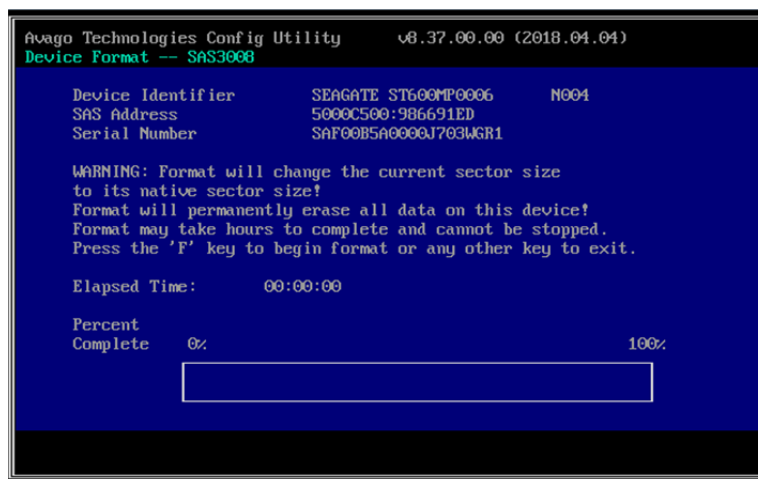 Avago Technologies Config Utility v8.37.00.00 (2018.04.04)
Device Format -- SAS3008
Device Identifier SEAGATE ST600MP0006 N004
SAS Address 5000C500:986691ED
Serial Number SAF00B5A0000J703WGR1
WARNING: Format will change the current sector size
to its native sector size!
Format will permanently erase all data on this device!
Format may take hours to complete and cannot be stopped.
Press the 'F' key to begin format or any other key to exit.
Elapsed Time: 00:00:00
Percent
Complete 0% 100%